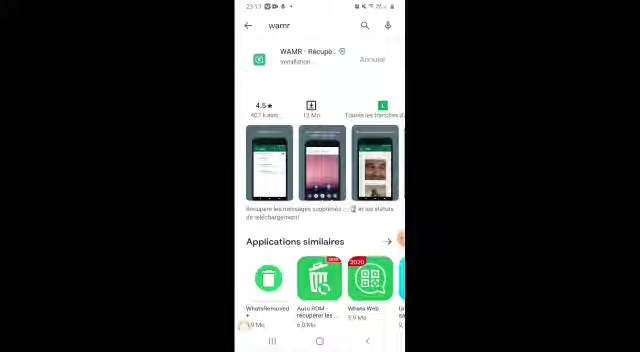 23:13
wamr
WAMR - Récupé..
Installation...
Annuler
4.5★
12 Mo
Toutes les tranches d
Récupère les messages supprimés
et les statuts
de téléchargement!
Applications similaires
2020
2020
WhatsRemoved
+
Auto RDM -
récupérer les ...
6.0 Mo
Whats Web
5.9 Mo